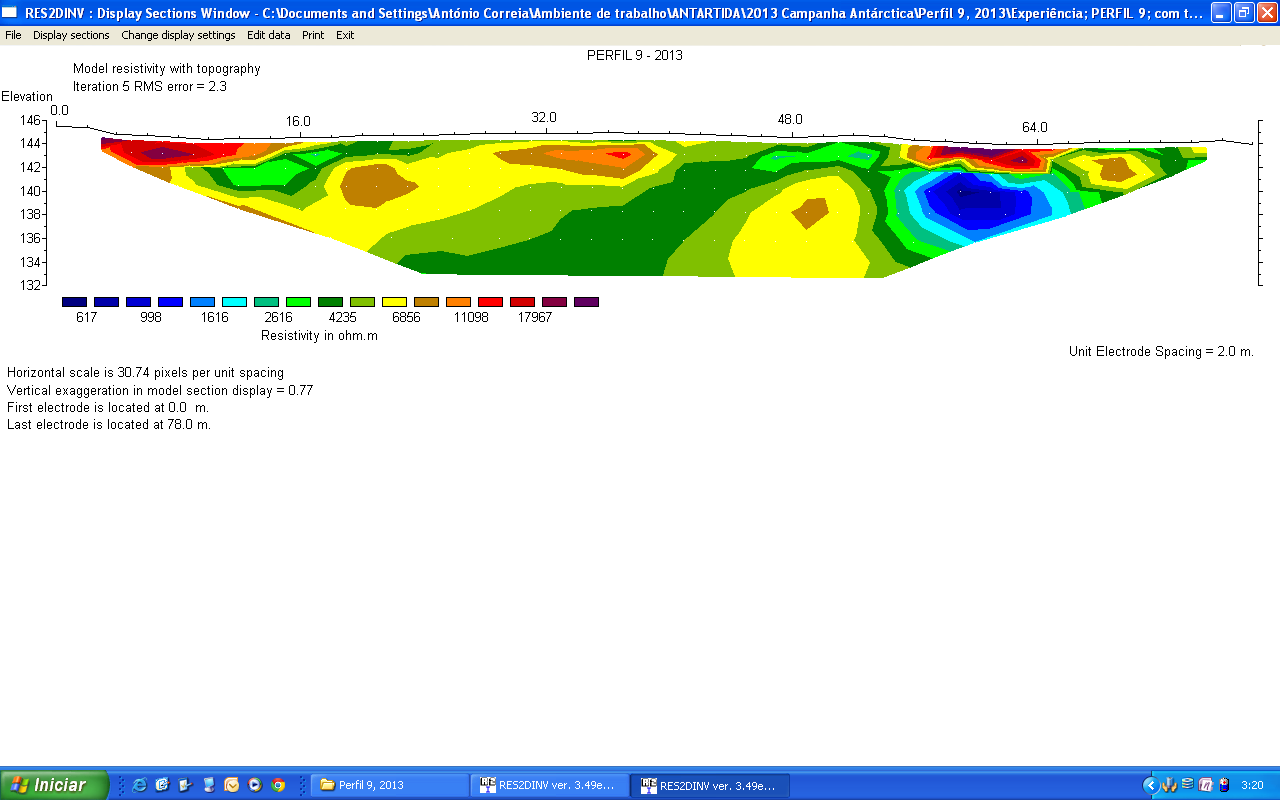 RES2DINV : Display Sections Window - C:\Documents and Settings\António Correia\Ambiente de trabalho\ANTARTIDA\2013 Campanha Antárctica\Perfil 9, 2013\Experiência; PERFIL 9; com t...
File Display sections Change display settings Edit data Print Exit
PERFIL 9 - 2013
Model resistivity with topography
Iteration 5 RMS error = 2.3
Elevation
0.0 16.0 32.0 48.0 64.0
146
144
142
140
138
136
134
132
617 998 1616 2616 4235 6856 11098 17967
Resistivity in ohm.m
Unit Electrode Spacing = 2.0 m.
Horizontal scale is 30.74 pixels per unit spacing
Vertical exaggeration in model section display = 0.77
First electrode is located at 0.0 m.
Last electrode is located at 78.0 m.
Iniciar Perfil 9, 2013 RES2DINV ver. 3.49e... RES2DINV ver. 3.49e... 3:20